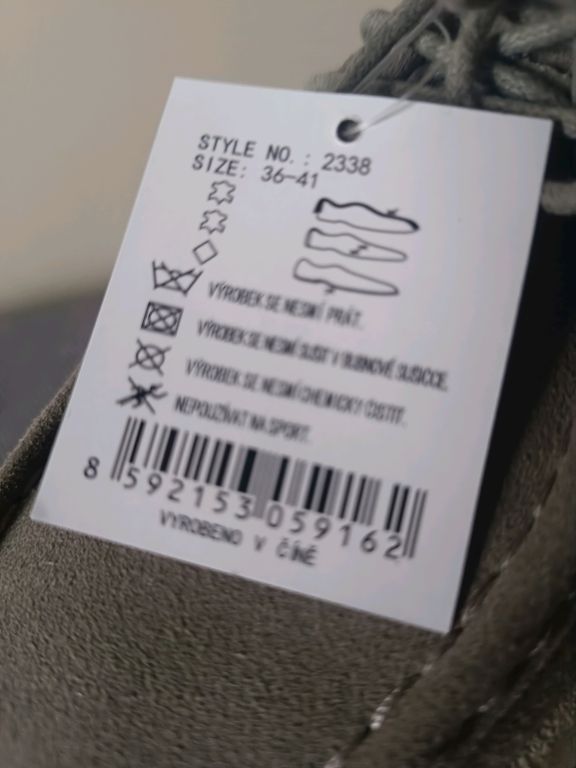 STYLE NO.: 2338
SIZE: 36-41
VÝROBEK SE NESMÍ PRÁT.
VÝROBEK SE NESMÍ SUŠIT V BUBNOVÉ SUŠIČCE.
VÝROBEK SE NESMÍ CHEMICKY ČISTIT.
NEPOUŽÍVAT NA SPORT.
8 592153 059162
VYROBENO V ČÍNĚ